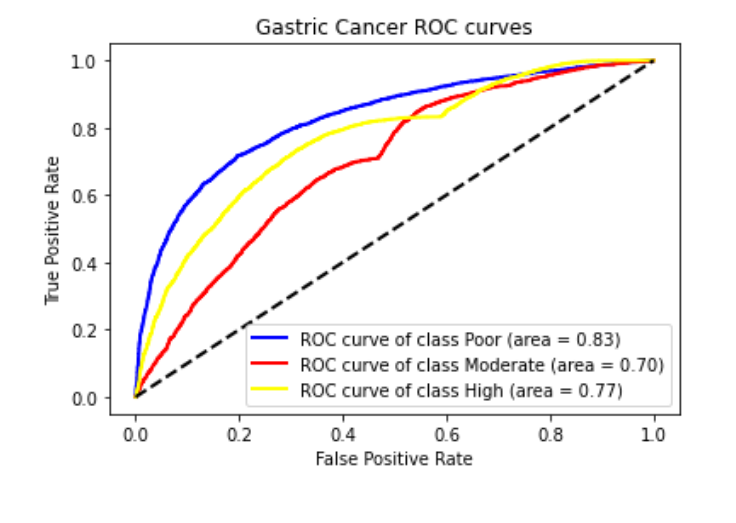 Gastric Cancer ROC curves
1.0
0.8
0.6
0.4
0.2
0.0
True Positive Rate
ROC curve of class Poor (area = 0.83)
ROC curve of class Moderate (area = 0.70)
ROC curve of class High (area = 0.77)
0.0 0.2 0.4 0.6 0.8 1.0
False Positive Rate